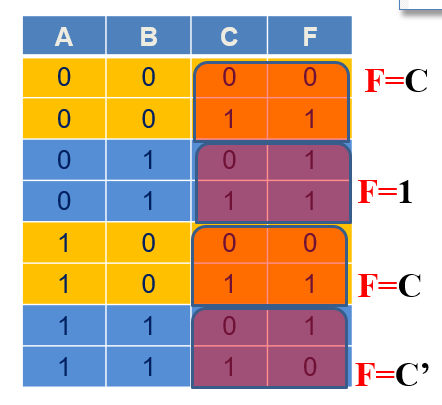 A B C F
0 0 0 0
F=C
0 0 1 1
0 1 0 1
0 1 1 1
F=1
1 0 0 0
1 0 1 1
F=C
1 1 0 1
1 1 1 0
F=C’